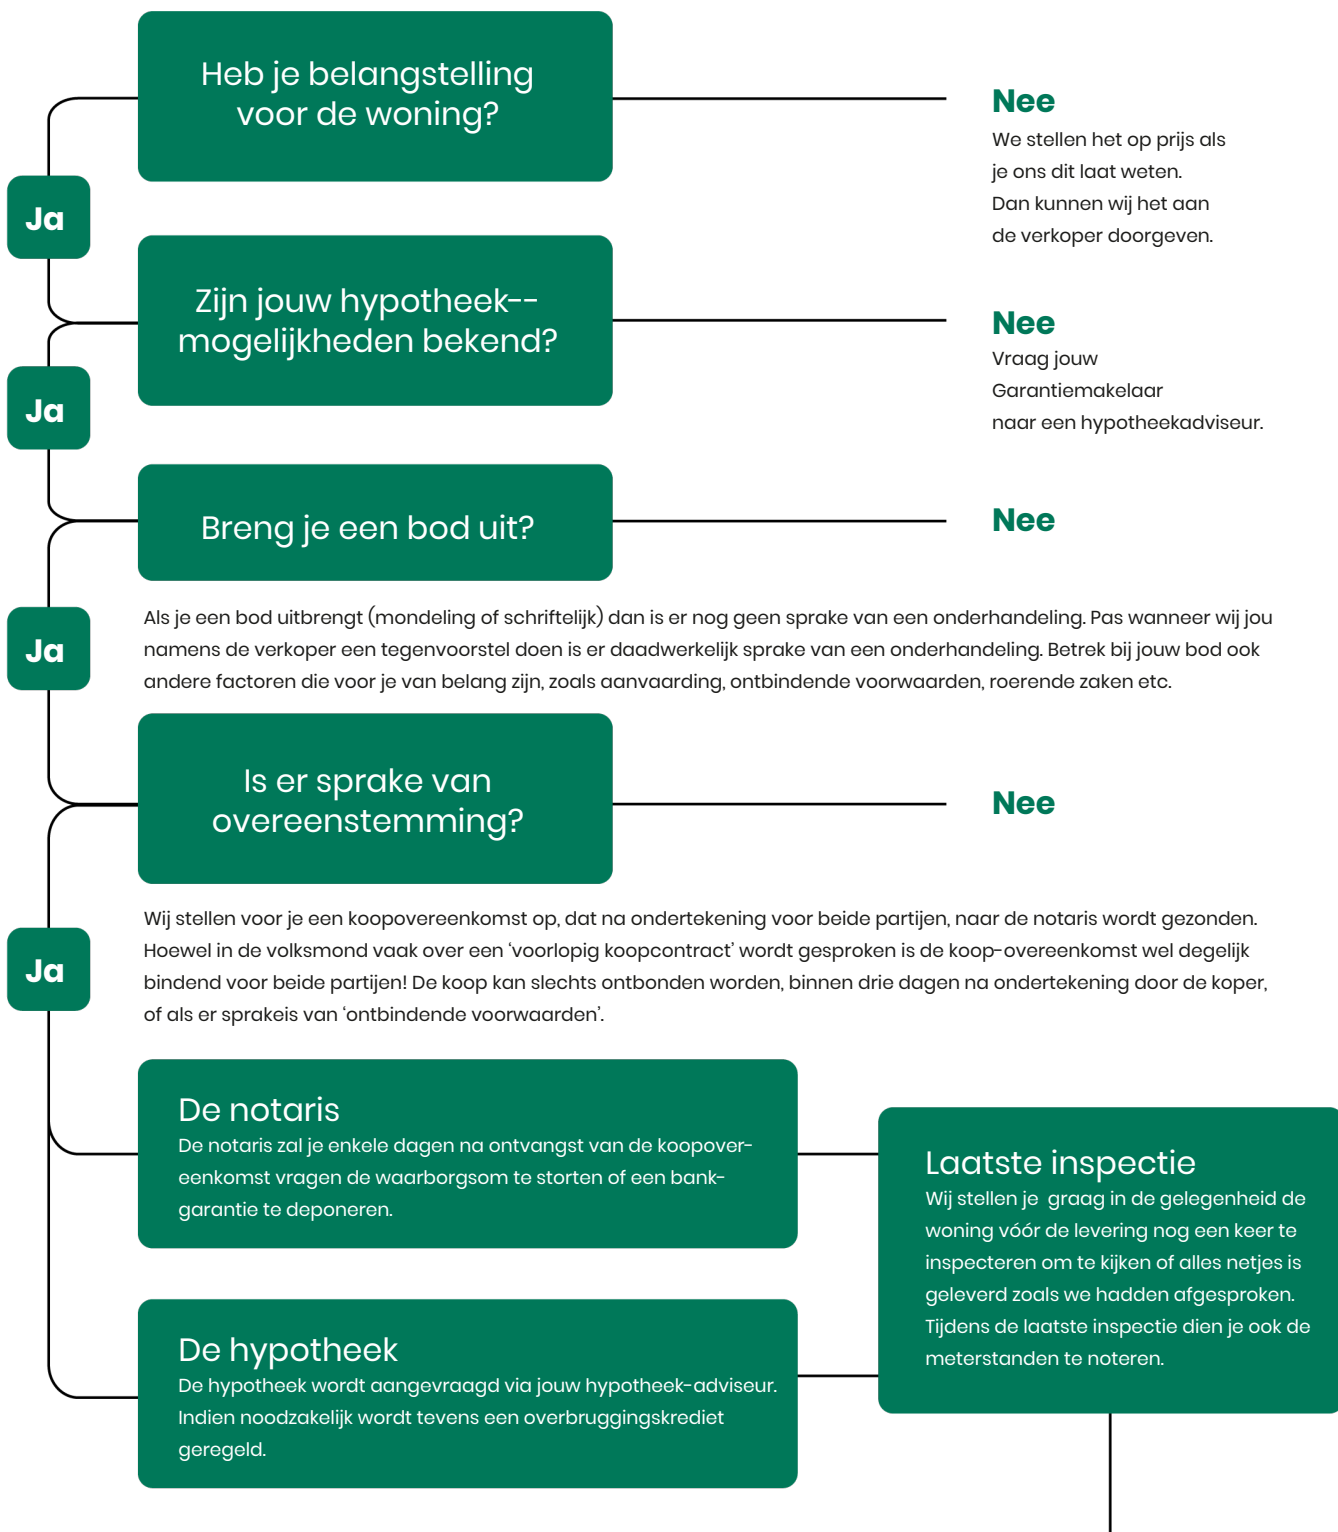 Heb je belangstelling
voor de woning?
Nee
We stellen het op prijs als
je ons dit laat weten.
Dan kunnen wij het aan
de verkoper doorgeven.
Ja
Zijn jouw hypotheek--
mogelijkheden bekend?
Nee
Vraag jouw
Garantiemakelaar
naar een hypotheekadviseur.
Ja
Breng je een bod uit?
Nee
Als je een bod uitbrengt (mondeling of schriftelijk) dan is er nog geen sprake van een onderhandeling. Pas wanneer wij jou
namens de verkoper een tegenvoorstel doen is er daadwerkelijk sprake van een onderhandeling. Betrek bij jouw bod ook
andere factoren die voor je van belang zijn, zoals aanvaarding, ontbindende voorwaarden, roerende zaken etc.
Ja
Is er sprake van
overeenstemming?
Nee
Wij stellen voor je een koopovereenkomst op, dat na ondertekening voor beide partijen, naar de notaris wordt gezonden.
Hoewel in de volksmond vaak over een ‘voorlopig koopcontract’ wordt gesproken is de koop-overeenkomst wel degelijk
bindend voor beide partijen! De koop kan slechts ontbonden worden, binnen drie dagen na ondertekening door de koper,
of als er sprakeis van ‘ontbindende voorwaarden’.
Ja
De notaris
De notaris zal je enkele dagen na ontvangst van de koopover-
eenkomst vragen de waarborgsom te storten of een bank-
garantie te deponeren.
Laatste inspectie
Wij stellen je graag in de gelegenheid de
woning vóór de levering nog een keer te
inspecteren om te kijken of alles netjes is
geleverd zoals we hadden afgesproken.
Tijdens de laatste inspectie dien je ook de
meterstanden te noteren.
De hypotheek
De hypotheek wordt aangevraagd via jouw hypotheek-adviseur.
Indien noodzakelijk wordt tevens een overbruggingskrediet
geregeld.